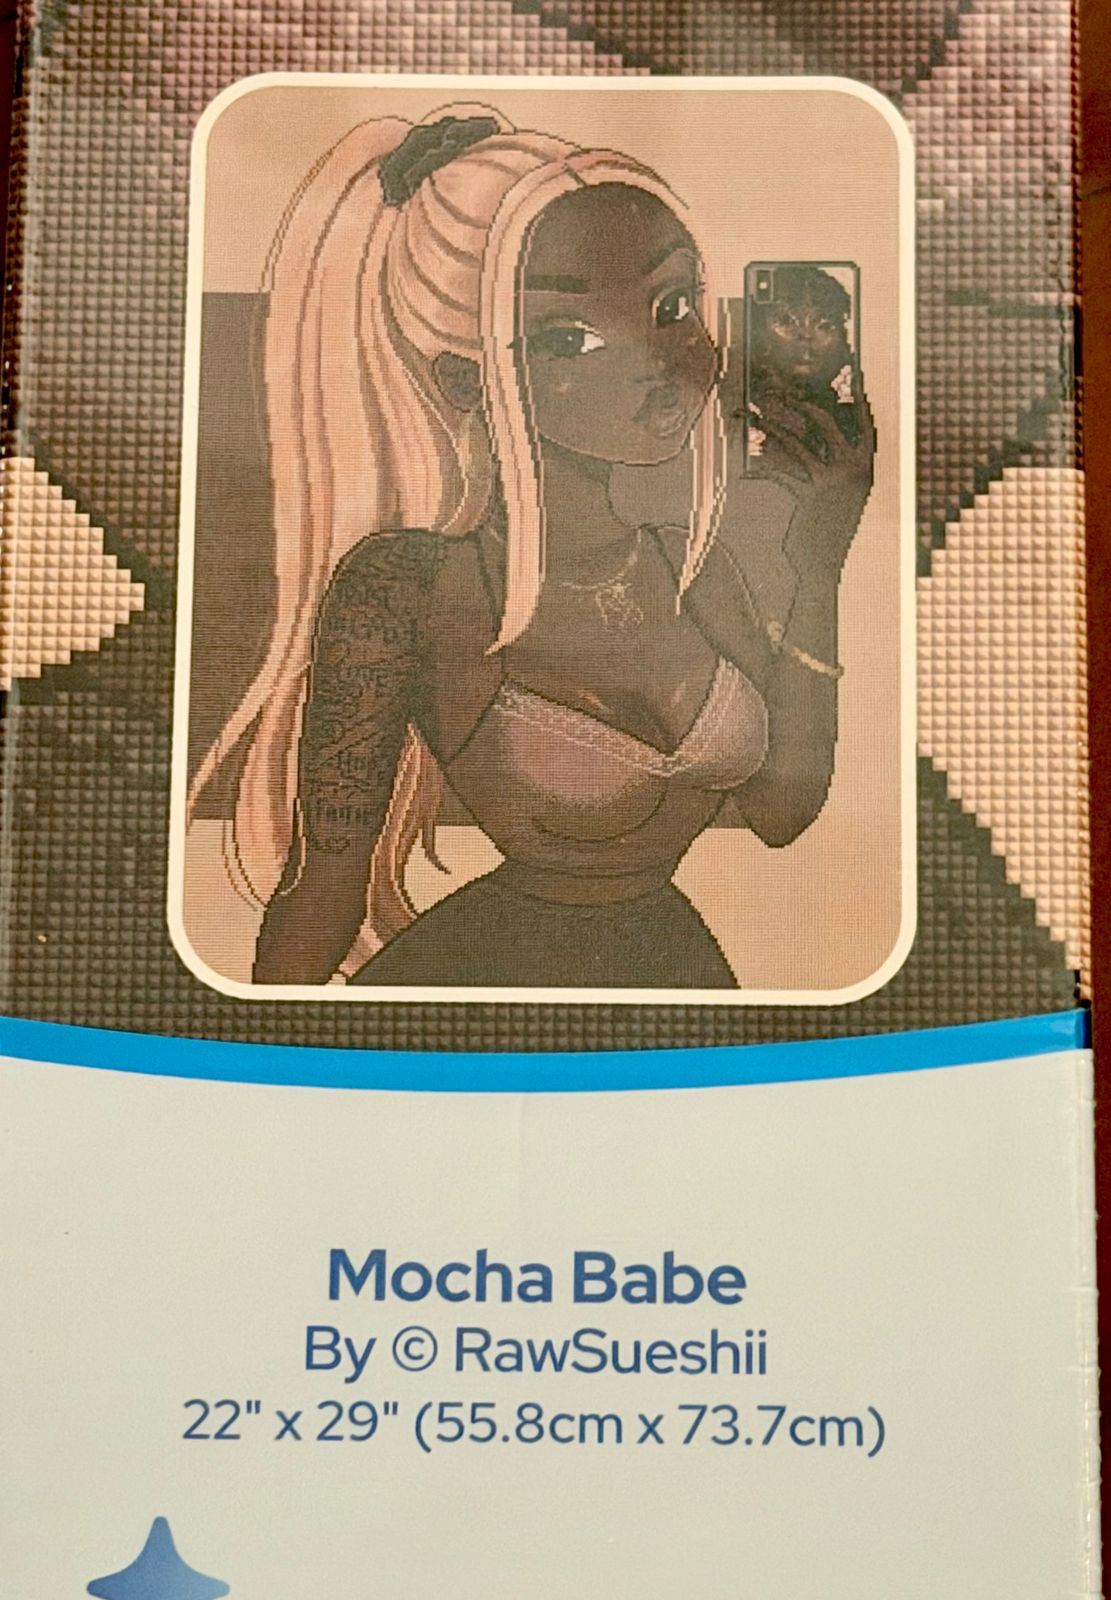 Mocha Babe
By © RawSueshii
22" x 29" (55.8cm x 73.7cm)